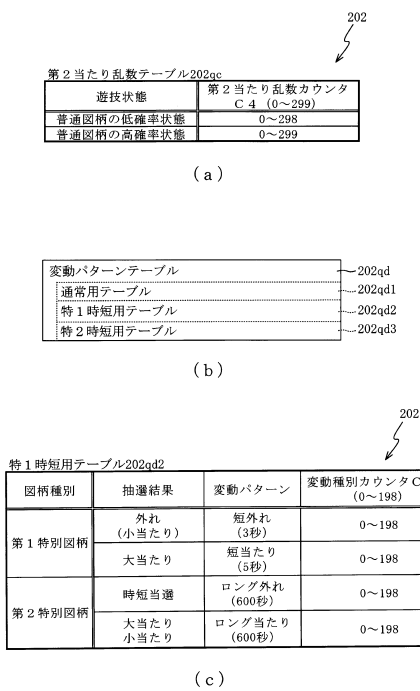 202
第２当たり乱数テーブル202qc
遊技状態
第２当たり乱数カウンタ
Ｃ４（0～299）
普通図柄の低確率状態
0～298
普通図柄の高確率状態
0～299
（ａ）
変動パターンテーブル
202qd
通常用テーブル
202qd1
特１時短用テーブル
202qd2
特２時短用テーブル
202qd3
（ｂ）
202
特１時短用テーブル202qd2
図柄種別
抽選結果
変動パターン
変動種別カウンタC
（0～198）
第１特別図柄
外れ
（小当たり）
短外れ
（3秒）
0～198
大当たり
短当たり
（5秒）
0～198
第２特別図柄
時短当選
ロング外れ
（600秒）
0～198
大当たり
小当たり
ロング当たり
（600秒）
0～198
（ｃ）